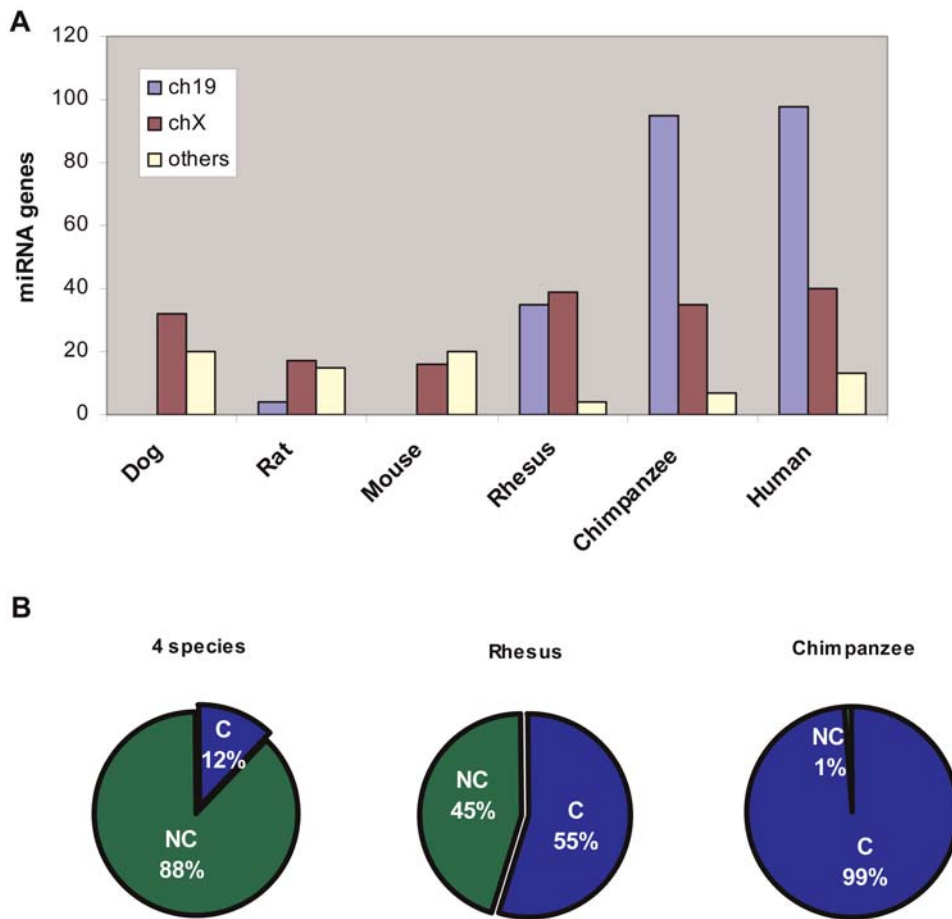 A
120
100
80
60
40
20
0
miRNA genes
ch19
chX
others
Dog
Rat
Mouse
Rhesus
Chimpanzee
Human
B
4 species
Rhesus
Chimpanzee
C
12%
NC
88%
NC
45%
C
55%
NC
1%
C
99%